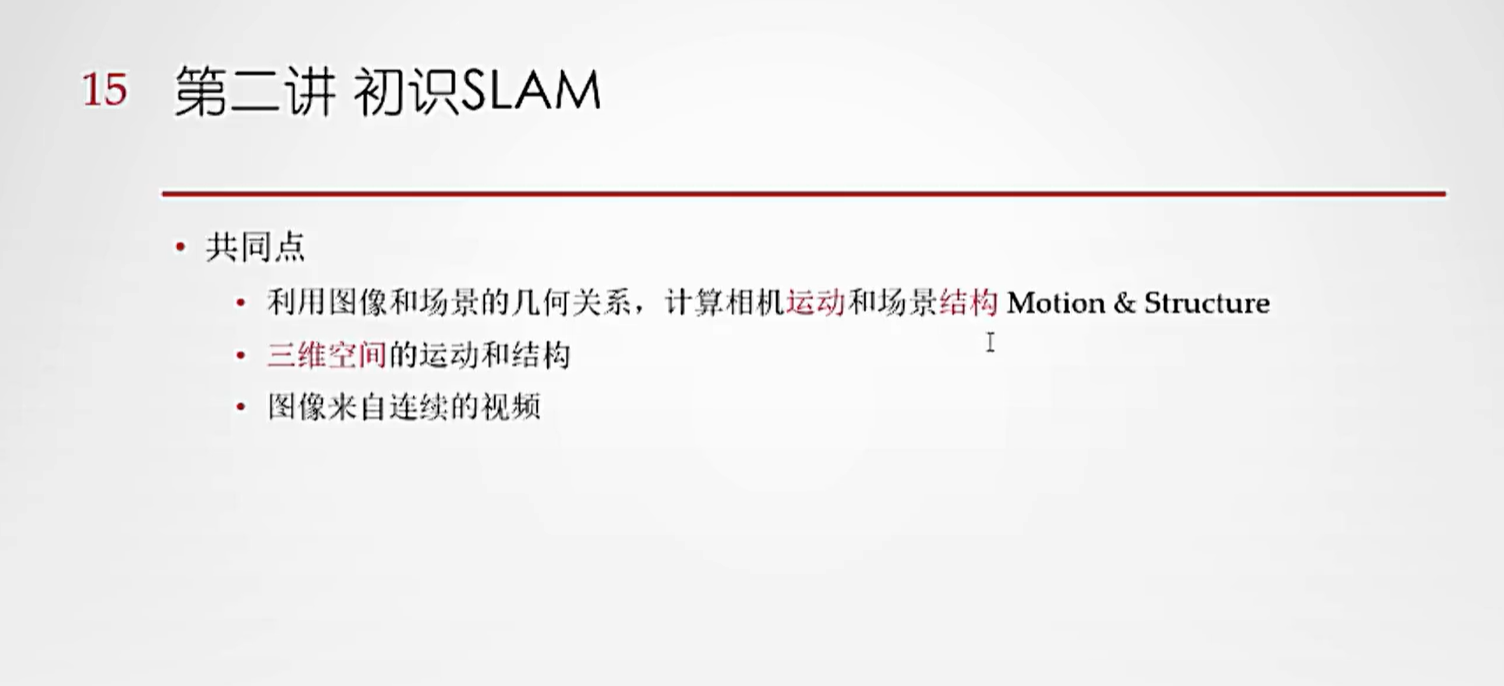 15 第二讲 初识SLAM
• 共同点
• 利用图像和场景的几何关系，计算相机运动和场景结构 Motion & Structure
• 三维空间的运动和结构
• 图像来自连续的视频